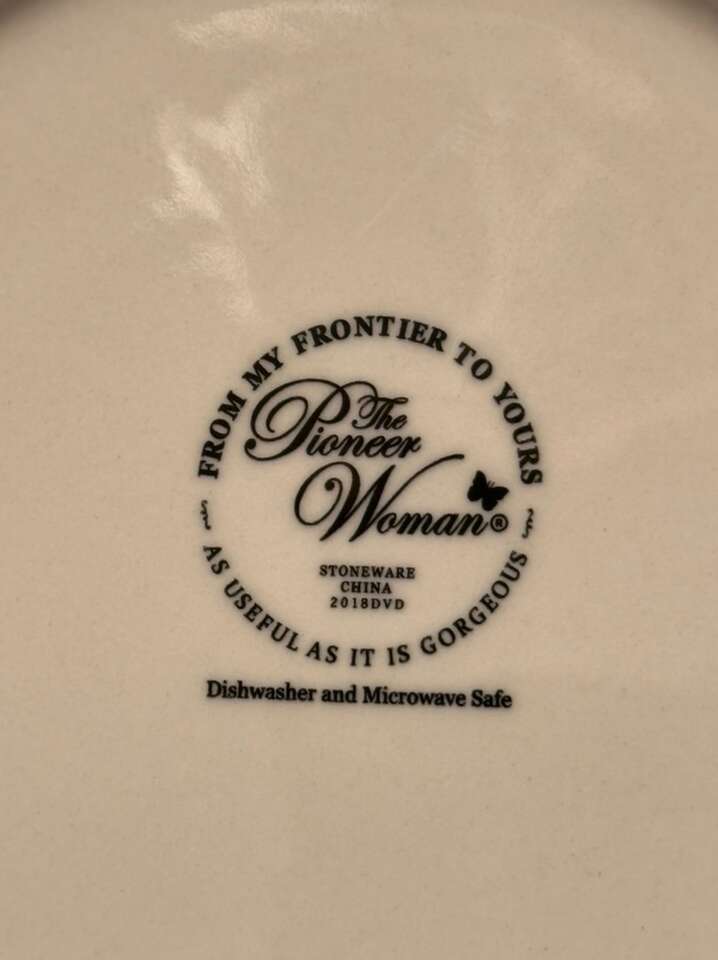 FROM MY FRONTIER TO YOURS
The
Pioneer
Woman®
STONEWARE
CHINA
2018DVD
AS USEFUL AS IT IS GORGEOUS
Dishwasher and Microwave Safe